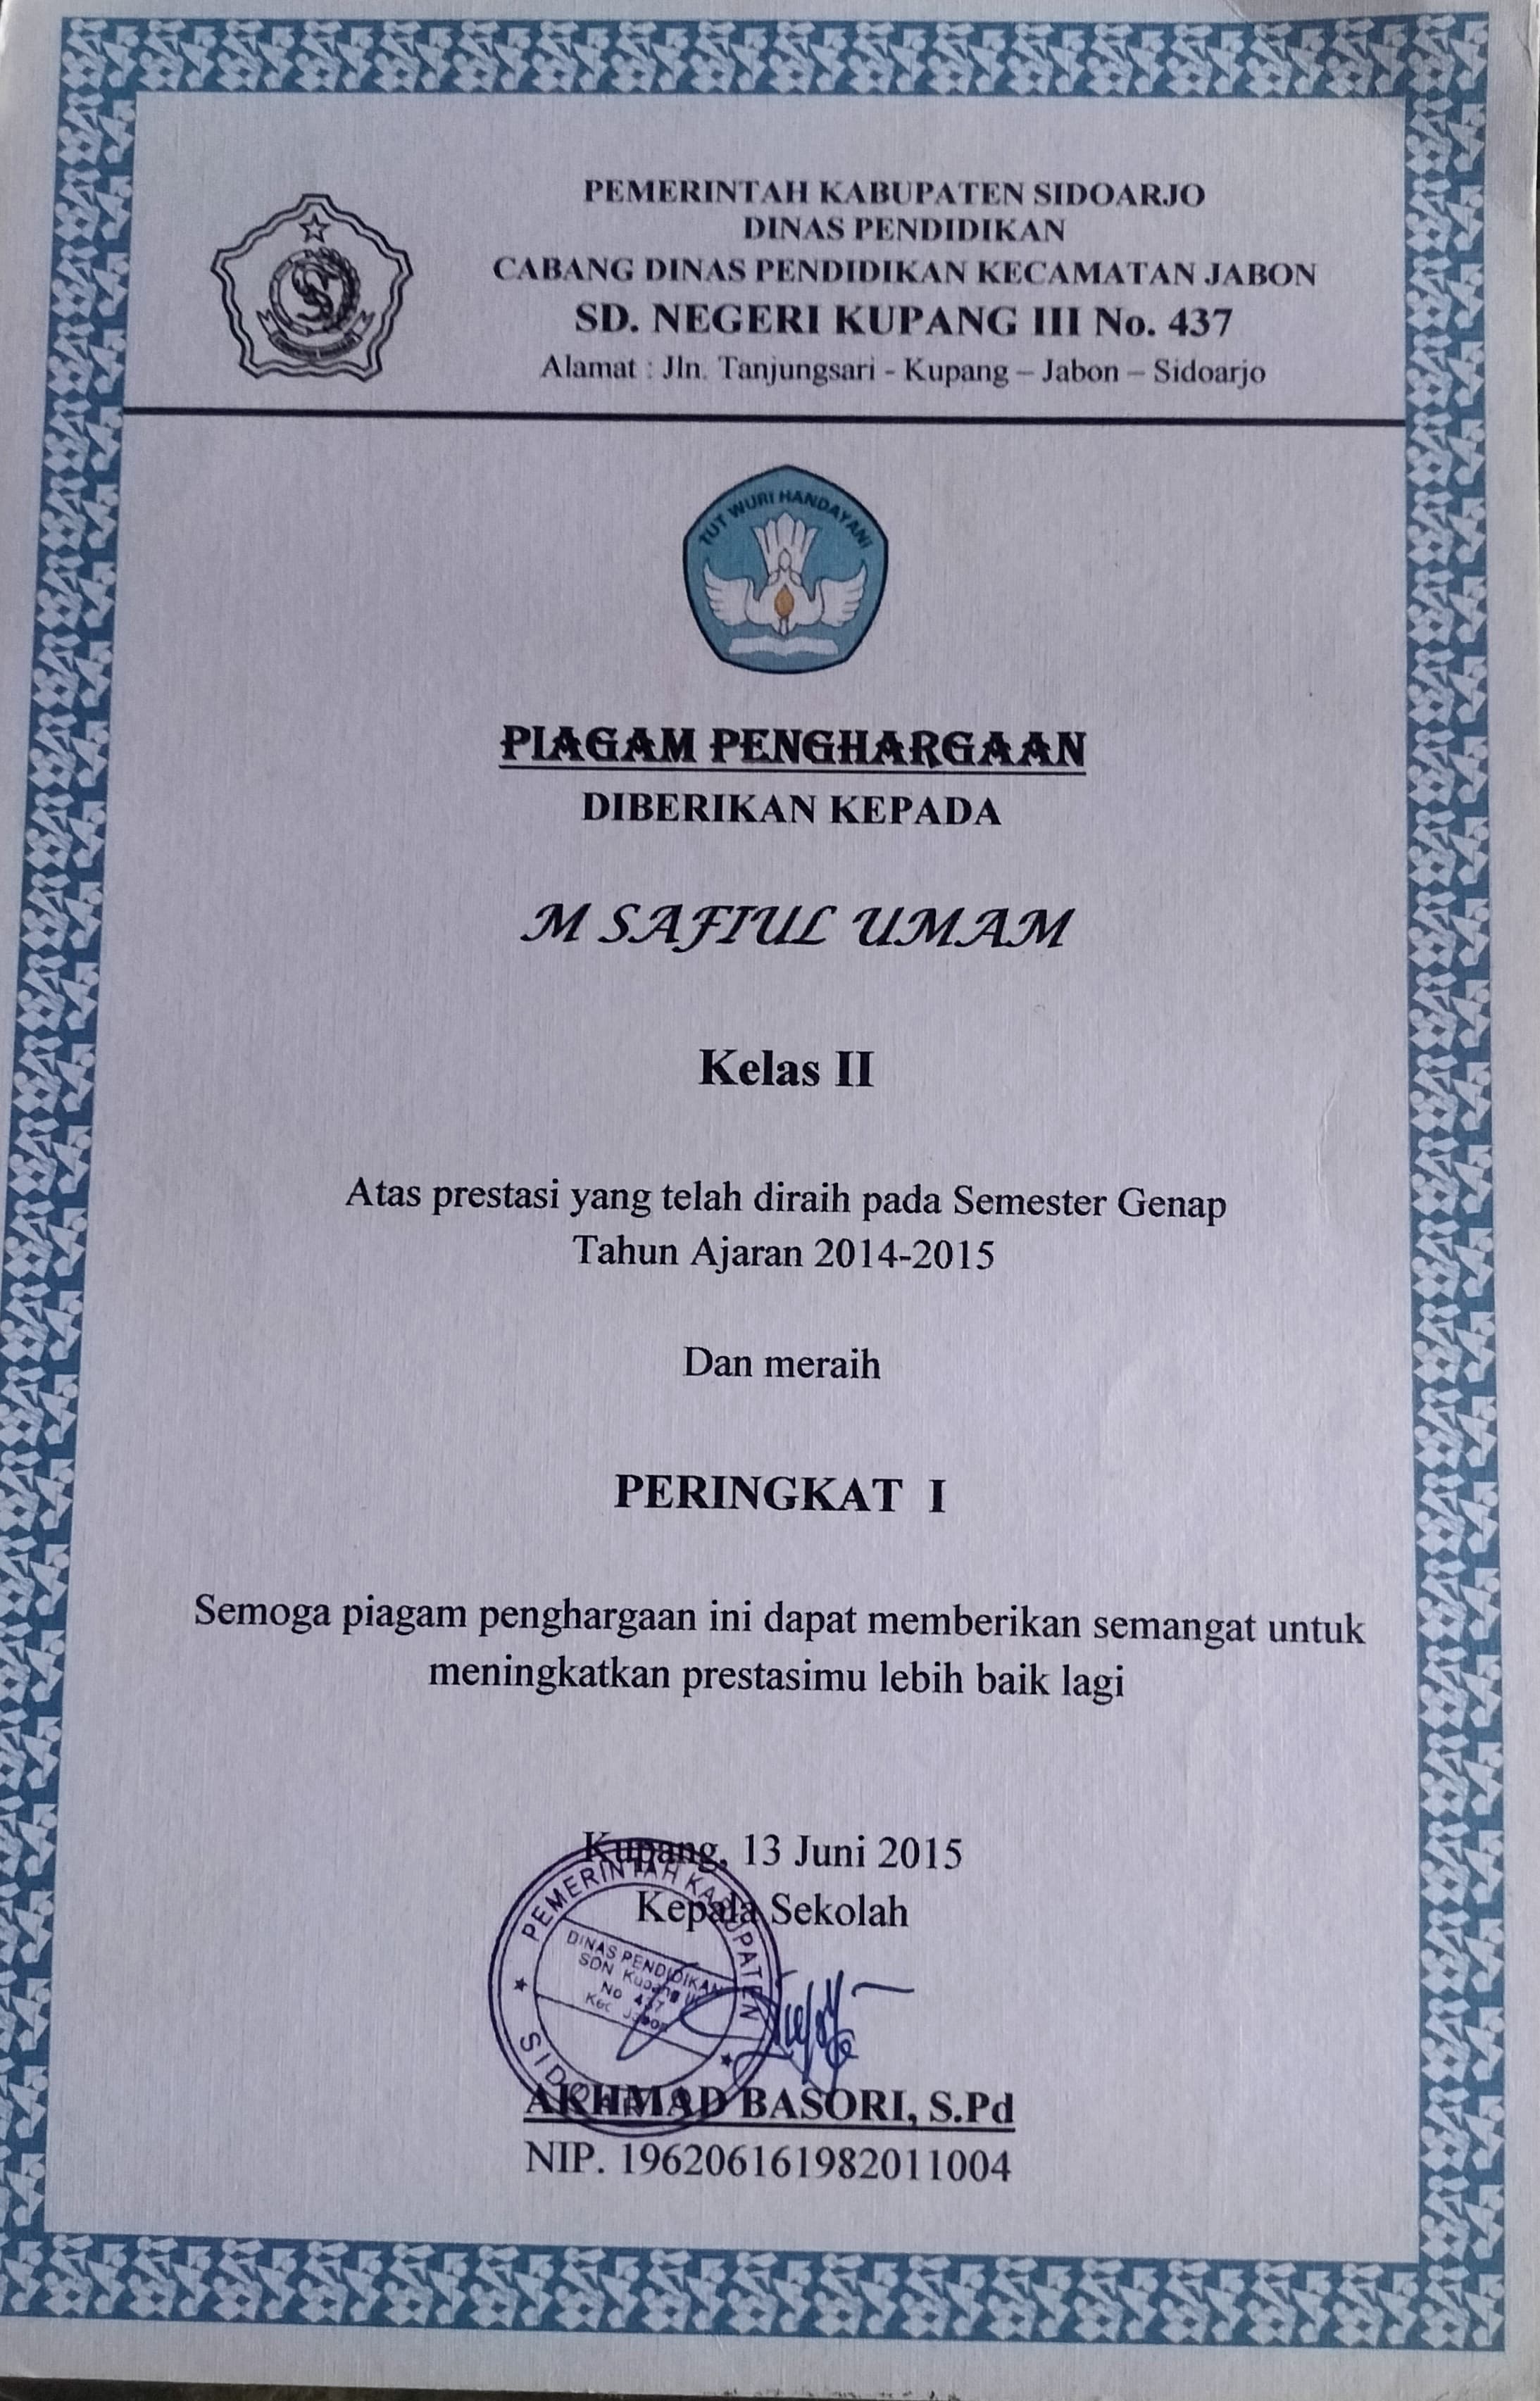 PEMERINTAH KABUPATEN SIDOARJO
DINAS PENDIDIKAN
CABANG DINAS PENDIDIKAN KECAMATAN JABON
SD. NEGERI KUPANG III No. 437
Alamat : Jln. Tanjungsari - Kupang – Jabon – Sidoarjo
TUT WURI HANDAYANI
PIAGAM PENGHARGAAN
DIBERIKAN KEPADA
M SAFIUL UMAM
Kelas II
Atas prestasi yang telah diraih pada Semester Genap
Tahun Ajaran 2014-2015
Dan meraih
PERINGKAT I
Semoga piagam penghargaan ini dapat memberikan semangat untuk
meningkatkan prestasimu lebih baik lagi
Kupang, 13 Juni 2015
Kepala Sekolah
PEMERINTAH KABUPATEN
DINAS PENDIDIKAN
SDN Kupang III
No 437
Kec Jabon
SIDOARJO
AKHMAD BASORI, S.Pd
NIP. 196206161982011004